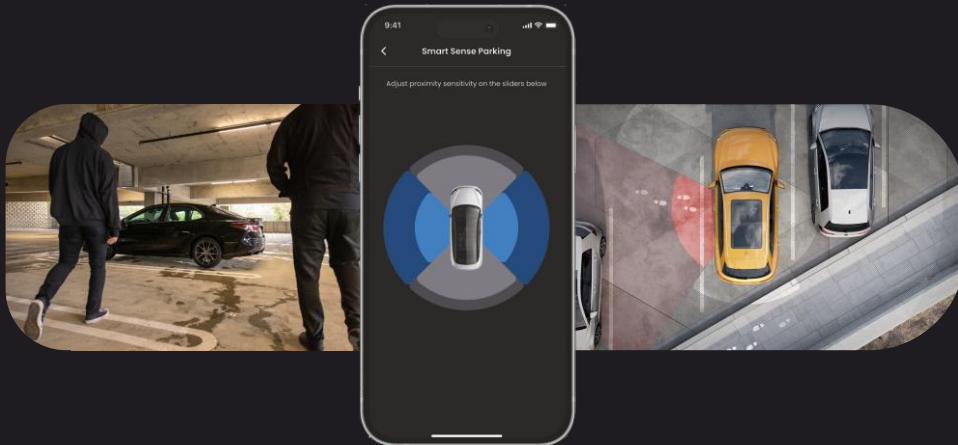 9:41
Smart Sense Parking
Adjust proximity sensitivity on the sliders below